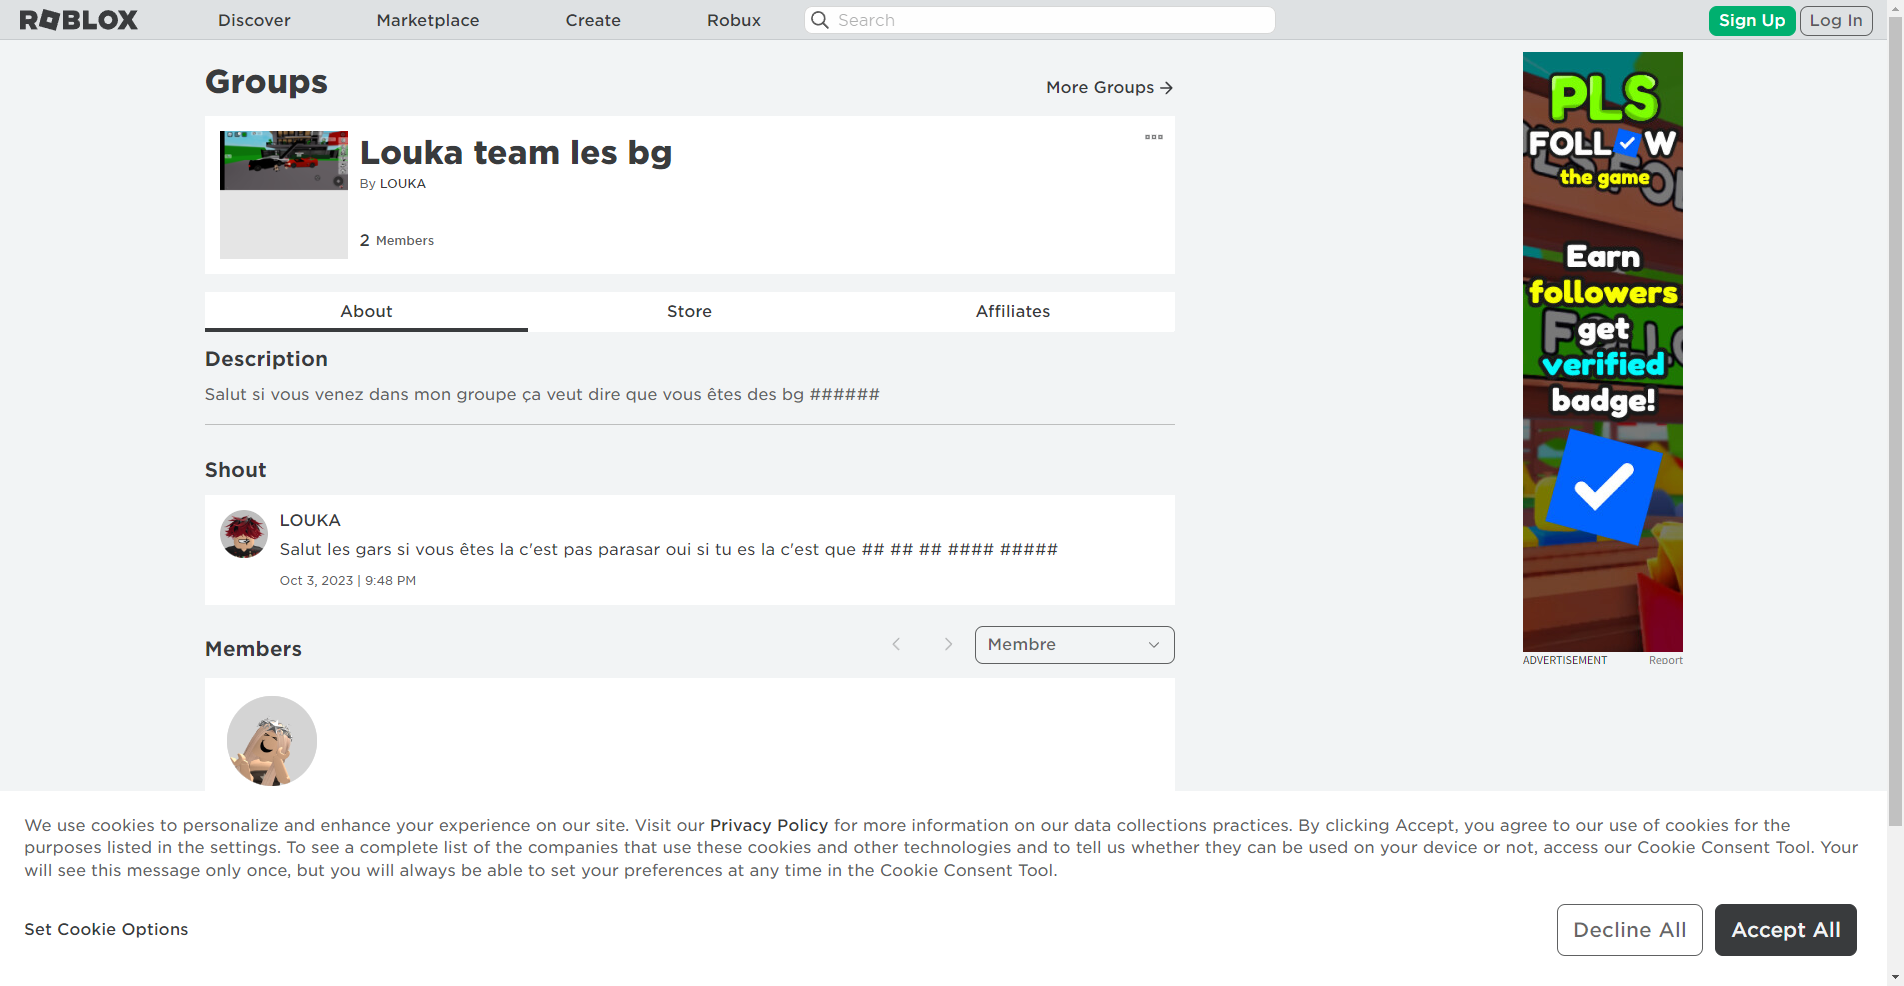 ROBLOX
Discover
Marketplace
Create
Robux
Search
Sign Up
Log In
Groups
More Groups
Louka team les bg
By LOUKA
2 Members
About
Store
Affiliates
Description
Salut si vous venez dans mon groupe ça veut dire que vous êtes des bg ######
Shout
LOUKA
Salut les gars si vous êtes la c'est pas parasar oui si tu es la c'est que ## ## ## #### #####
Oct 3, 2023 | 9:48 PM
Members
Membre
PLS
FOLLOW
the game
Earn
followers
get
verified
badge!
ADVERTISEMENT
Report
We use cookies to personalize and enhance your experience on our site. Visit our Privacy Policy for more information on our data collections practices. By clicking Accept, you agree to our use of cookies for the
purposes listed in the settings. To see a complete list of the companies that use these cookies and other technologies and to tell us whether they can be used on your device or not, access our Cookie Consent Tool. Your
will see this message only once, but you will always be able to set your preferences at any time in the Cookie Consent Tool.
Set Cookie Options
Decline All
Accept All